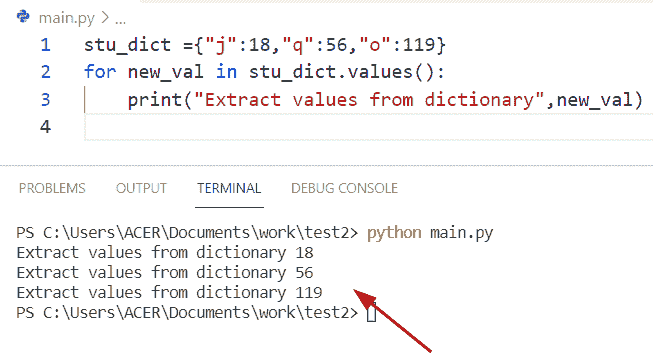 main.py > ...
1 stu_dict ={"j":18,"q":56,"o":119}
2 for new_val in stu_dict.values():
3     print("Extract values from dictionary",new_val)
4
PROBLEMS OUTPUT TERMINAL DEBUG CONSOLE
PS C:\Users\ACER\Documents\work\test2> python main.py
Extract values from dictionary 18
Extract values from dictionary 56
Extract values from dictionary 119
PS C:\Users\ACER\Documents\work\test2>